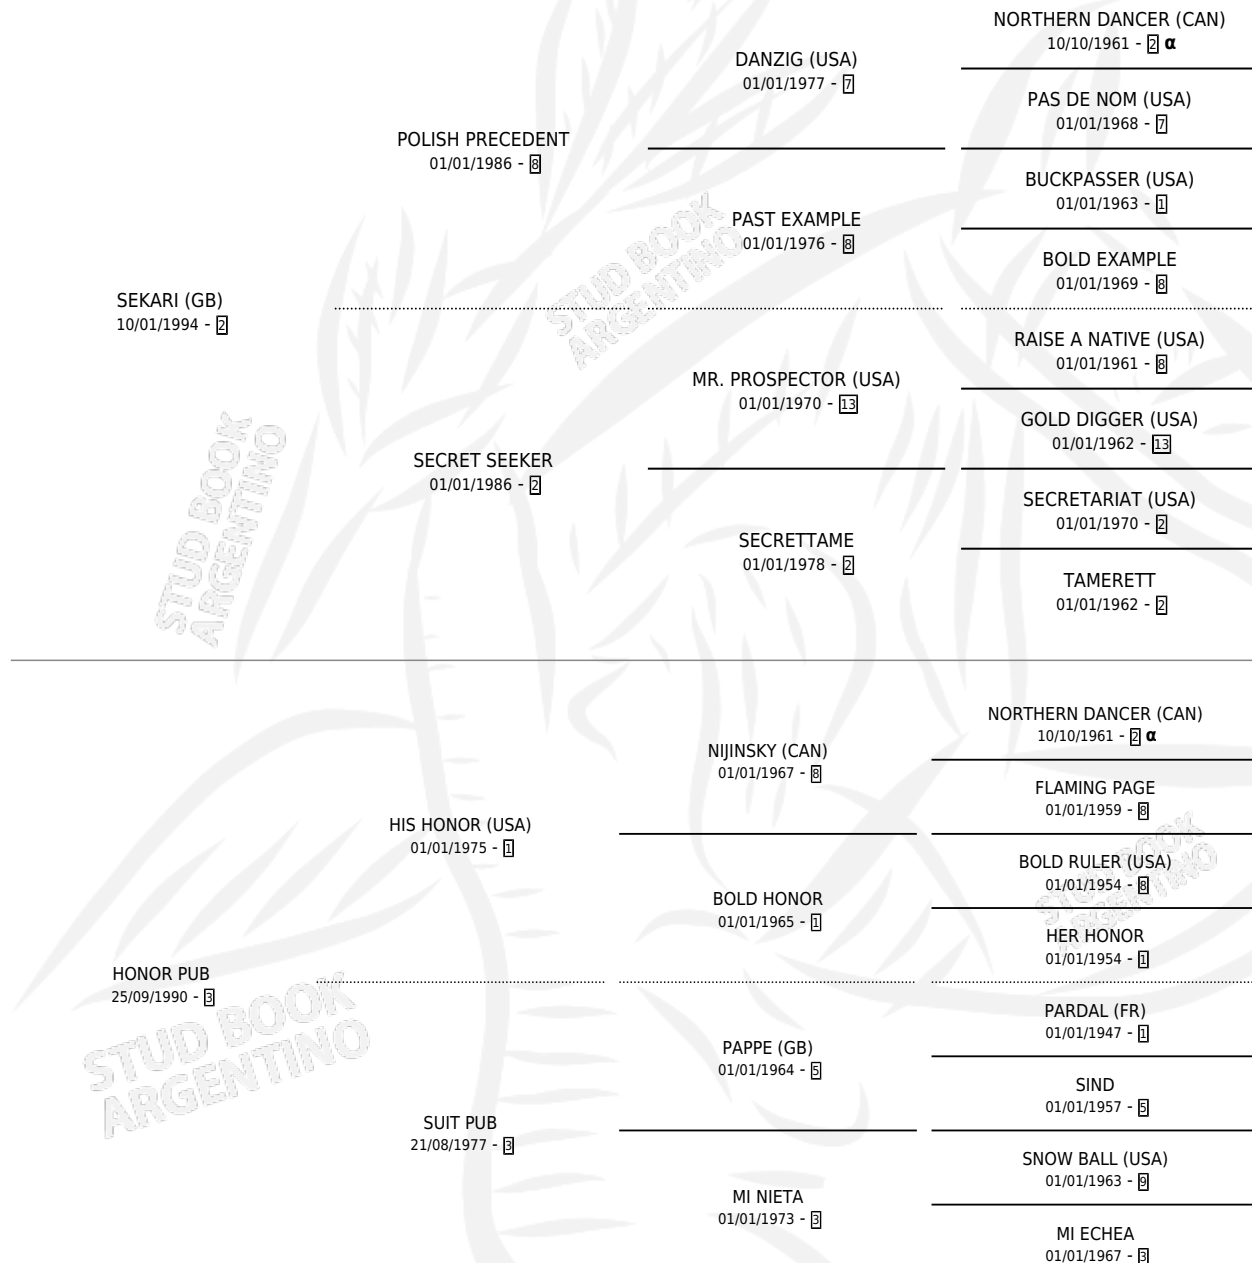 NORTHERN DANCER (CAN)
10/10/1961 - 2 α
DANZIG (USA)
01/01/1977 - 7
PAS DE NOM (USA)
01/01/1968 - 7
POLISH PRECEDENT
01/01/1986 - 8
BUCKPASSER (USA)
01/01/1963 - 1
PAST EXAMPLE
01/01/1976 - 8
BOLD EXAMPLE
01/01/1969 - 8
SEKARI (GB)
10/01/1994 - 2
RAISE A NATIVE (USA)
01/01/1961 - 8
MR. PROSPECTOR (USA)
01/01/1970 - 13
GOLD DIGGER (USA)
01/01/1962 - 13
SECRET SEEKER
01/01/1986 - 2
SECRETARIAT (USA)
01/01/1970 - 2
SECRETTAME
01/01/1978 - 2
TAMERETT
01/01/1962 - 2
NORTHERN DANCER (CAN)
10/10/1961 - 2 α
NIJINSKY (CAN)
01/01/1967 - 8
FLAMING PAGE
01/01/1959 - 8
HIS HONOR (USA)
01/01/1975 - 1
BOLD RULER (USA)
01/01/1954 - 8
BOLD HONOR
01/01/1965 - 1
HER HONOR
01/01/1954 - 1
HONOR PUB
25/09/1990 - 3
PARDAL (FR)
01/01/1947 - 1
PAPPE (GB)
01/01/1964 - 5
SIND
01/01/1957 - 5
SUIT PUB
21/08/1977 - 3
SNOW BALL (USA)
01/01/1963 - 9
MI NIETA
01/01/1973 - 3
MI ECHEA
01/01/1967 - 3
STUD BOOK
ARGENTINO
STUD BOOK
ARGENTINO
STUD BOOK
ARGENTINO
STUD BOOK
ARGENTINO